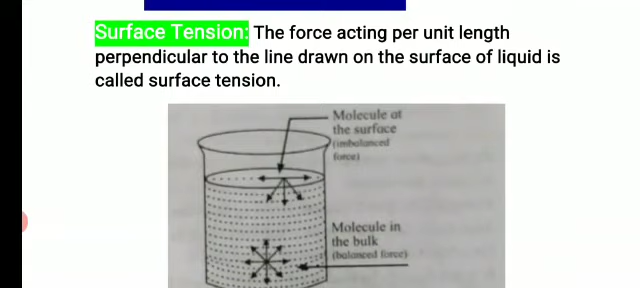 Surface Tension: The force acting per unit length
perpendicular to the line drawn on the surface of liquid is
called surface tension.
Molecule at
the surface
(imbalanced
force)
Molecule in
the bulk
(balanced force)